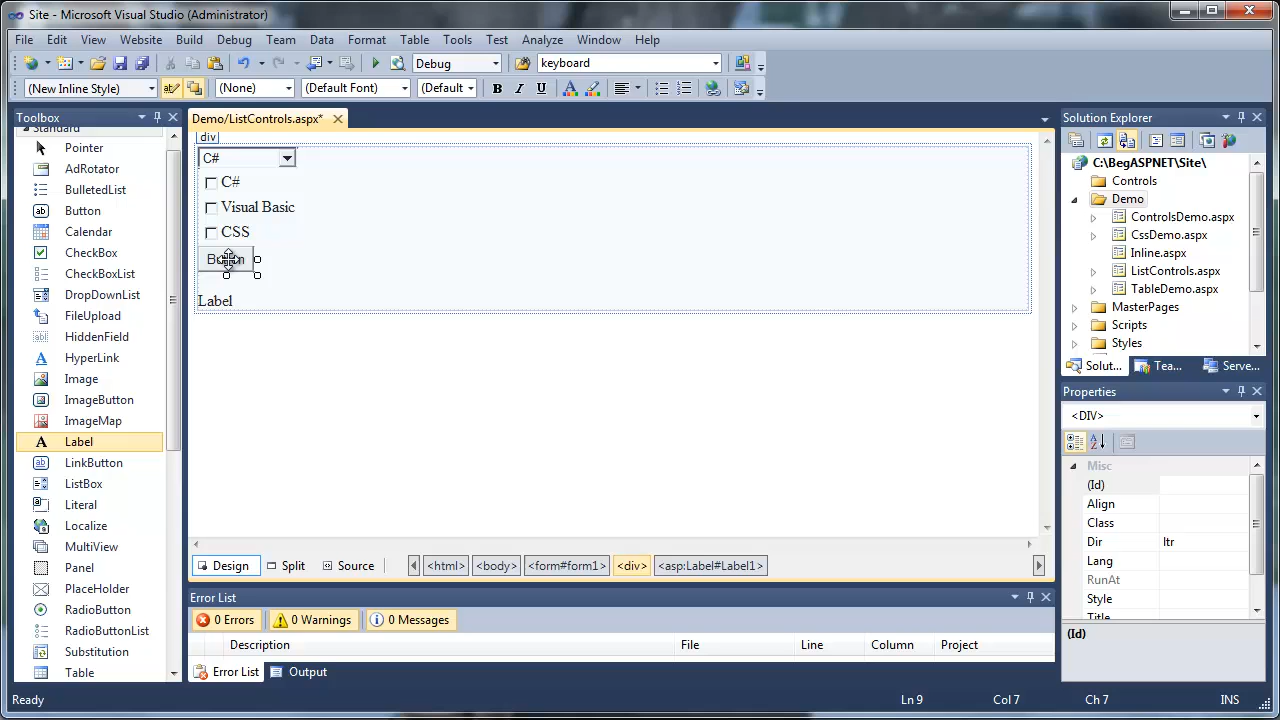 Site - Microsoft Visual Studio (Administrator)
File Edit View Website Build Debug Team Data Format Table Tools Test Analyze Window Help
Debug keyboard
(New Inline Style) (None) (Default Font) (Default B I U A
Toolbox
Standard
Pointer
AdRotator
BulletedList
Button
Calendar
CheckBox
CheckBoxList
DropDownList
FileUpload
HiddenField
HyperLink
Image
ImageButton
ImageMap
Label
LinkButton
ListBox
Literal
Localize
MultiView
Panel
PlaceHolder
RadioButton
RadioButtonList
Substitution
Table
Demo/ListControls.aspx*
div
C#
C#
Visual Basic
CSS
Button
Label
Design Split Source <html> <body> <form#form1> <div> <asp:Label#Label1>
Error List
0 Errors 0 Warnings 0 Messages
Description File Line Column Project
Error List Output
Solution Explorer
C:\BegASPNET\Site\
Controls
Demo
ControlsDemo.aspx
CssDemo.aspx
Inline.aspx
ListControls.aspx
TableDemo.aspx
MasterPages
Scripts
Styles
Solut... Tea... Serve...
Properties
<DIV>
Misc
(Id)
Align
Class
Dir ltr
Lang
RunAt
Style
Title
(Id)
Ready Ln 9 Col 7 Ch 7 INS